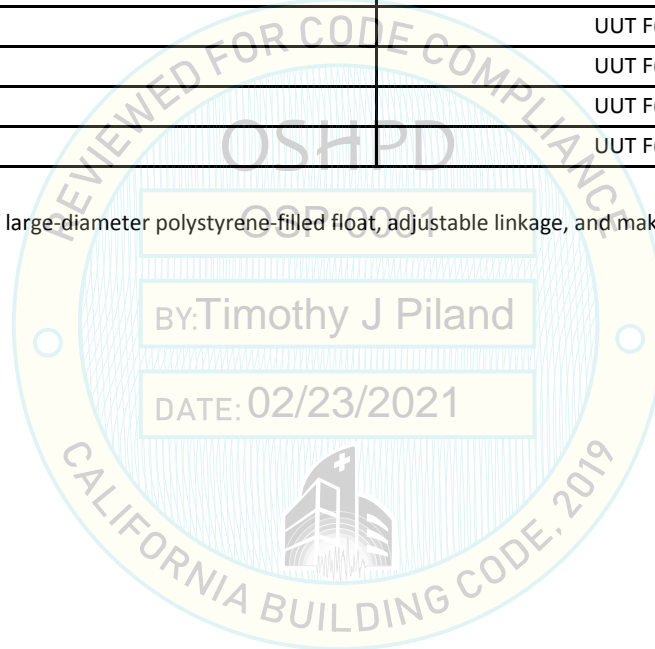 UUT F
UUT F
UUT F
UUT F
REVIEWED FOR CODE COMPLIANCE
OSHPD
large-diameter polystyrene-filled float, adjustable linkage, and mak
OSP-0001
BY:Timothy J Piland
DATE: 02/23/2021
CALIFORNIA BUILDING CODE, 2019